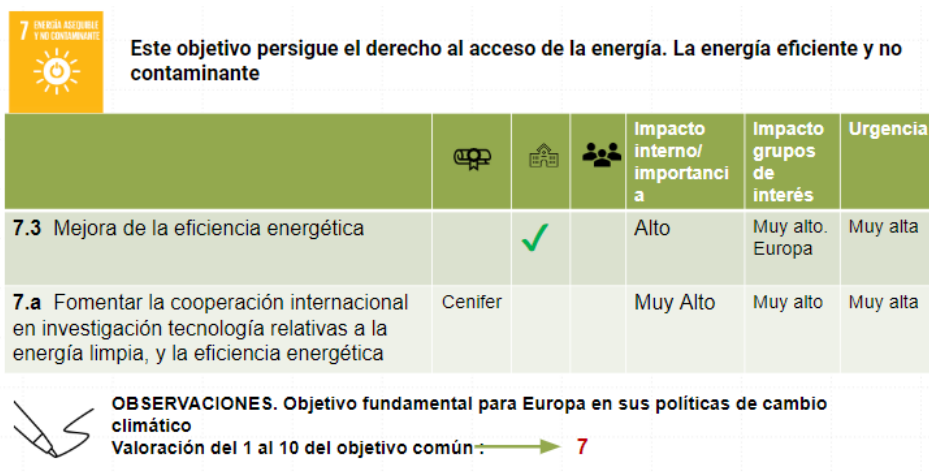 7 ENERGÍA ASEQUIBLE
Y NO CONTAMINANTE
Este objetivo persigue el derecho al acceso de la energía. La energía eficiente y no
contaminante
Impacto
interno/
importanci
a
Impacto
grupos
de
interés
Urgencia
7.3 Mejora de la eficiencia energética
Alto
Muy alto.
Europa
Muy alta
7.a Fomentar la cooperación internacional
en investigación tecnología relativas a la
energía limpia, y la eficiencia energética
Cenifer
Muy Alto
Muy alto
Muy alta
OBSERVACIONES. Objetivo fundamental para Europa en sus políticas de cambio
climático
Valoración del 1 al 10 del objetivo común : 7